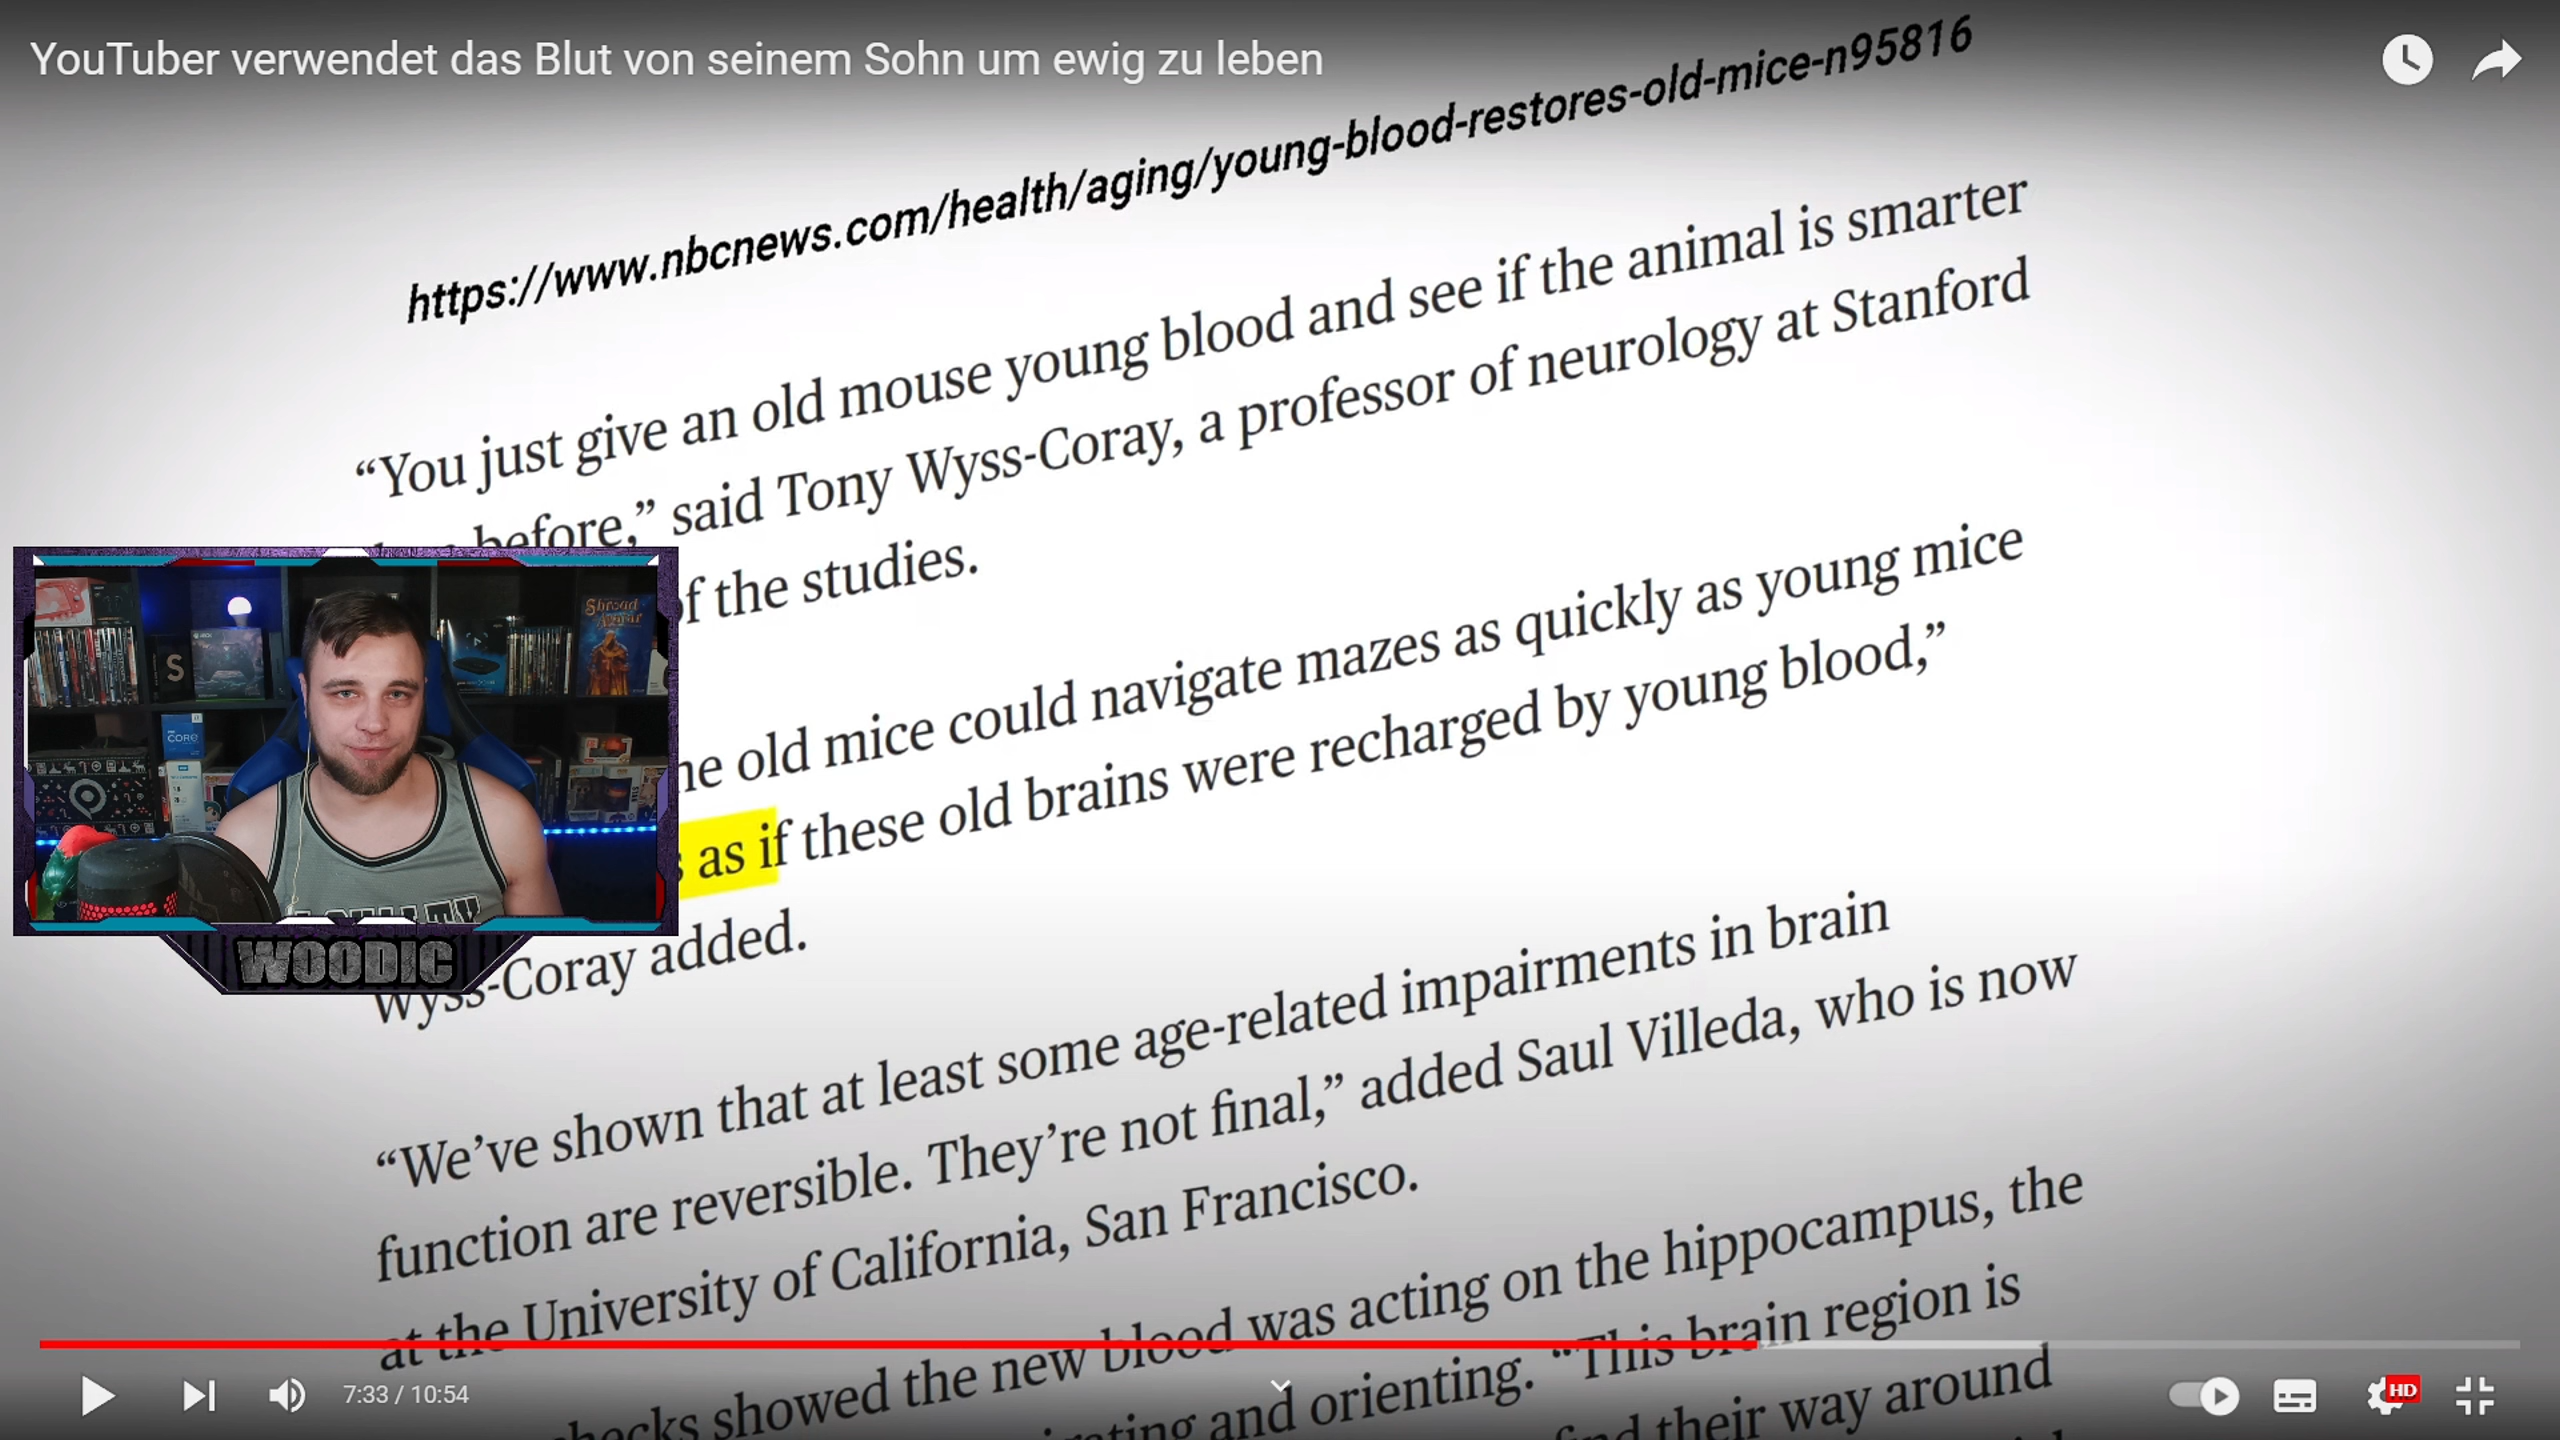 YouTuber verwendet das Blut von seinem Sohn um ewig zu leben
https://www.nbcnews.com/health/aging/young-blood-restores-old-mice-n95816
“You just give an old mouse young blood and see if the animal is smarter
before,” said Tony Wyss-Coray, a professor of neurology at Stanford
of the studies.
old mice could navigate mazes as quickly as young mice
as if these old brains were recharged by young blood,”
Wyss-Coray added.
“We’ve shown that at least some age-related impairments in brain
function are reversible. They’re not final,” added Saul Villeda, who is now
at the University of California, San Francisco.
showed the new blood was acting on the hippocampus, the
and orienting. “This brain region is
their way around
Shroud
Avatar
S
CORE
WOODIC
7:33 / 10:54
HD